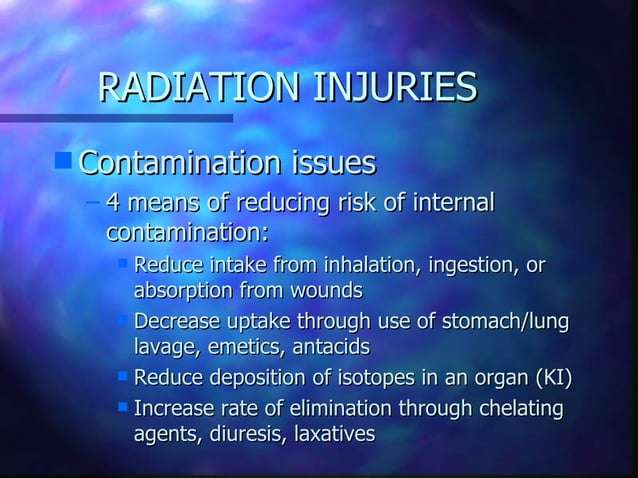 RADIATION INJURIES
Contamination issues
– 4 means of reducing risk of internal
contamination:
Reduce intake from inhalation, ingestion, or
absorption from wounds
Decrease uptake through use of stomach/lung
lavage, emetics, antacids
Reduce deposition of isotopes in an organ (KI)
Increase rate of elimination through chelating
agents, diuresis, laxatives